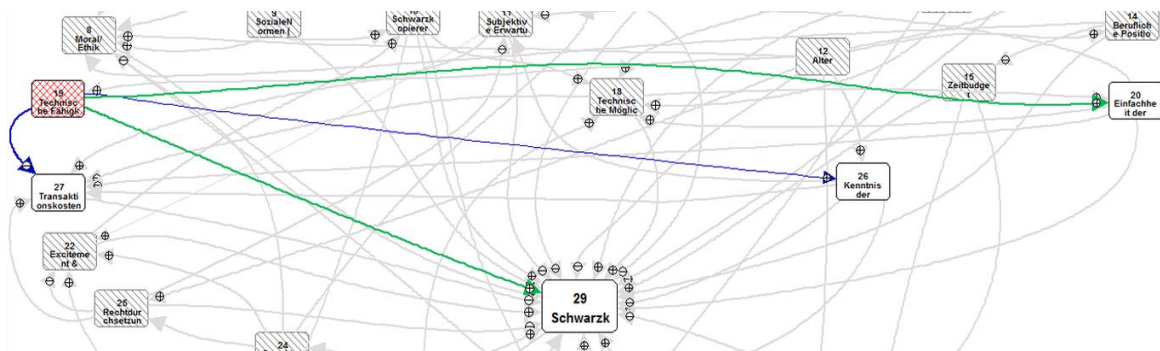 8
Moral/
Ethik
SozialeN
ormen |
Schwarzk
opierer
Subjektiv
e Erwartu
12
Alter
14
Beruflich
e Positio
19
Technisc
he Fähigk
18
Technisc
he Möglic
15
Zeitbudge
t
20
Einfachhe
it der
27
Transakti
onskosten
26
Kenntnis
der
22
Exciteme
nt &
25
Rechtdur
chsetzun
29
Schwarzk
24